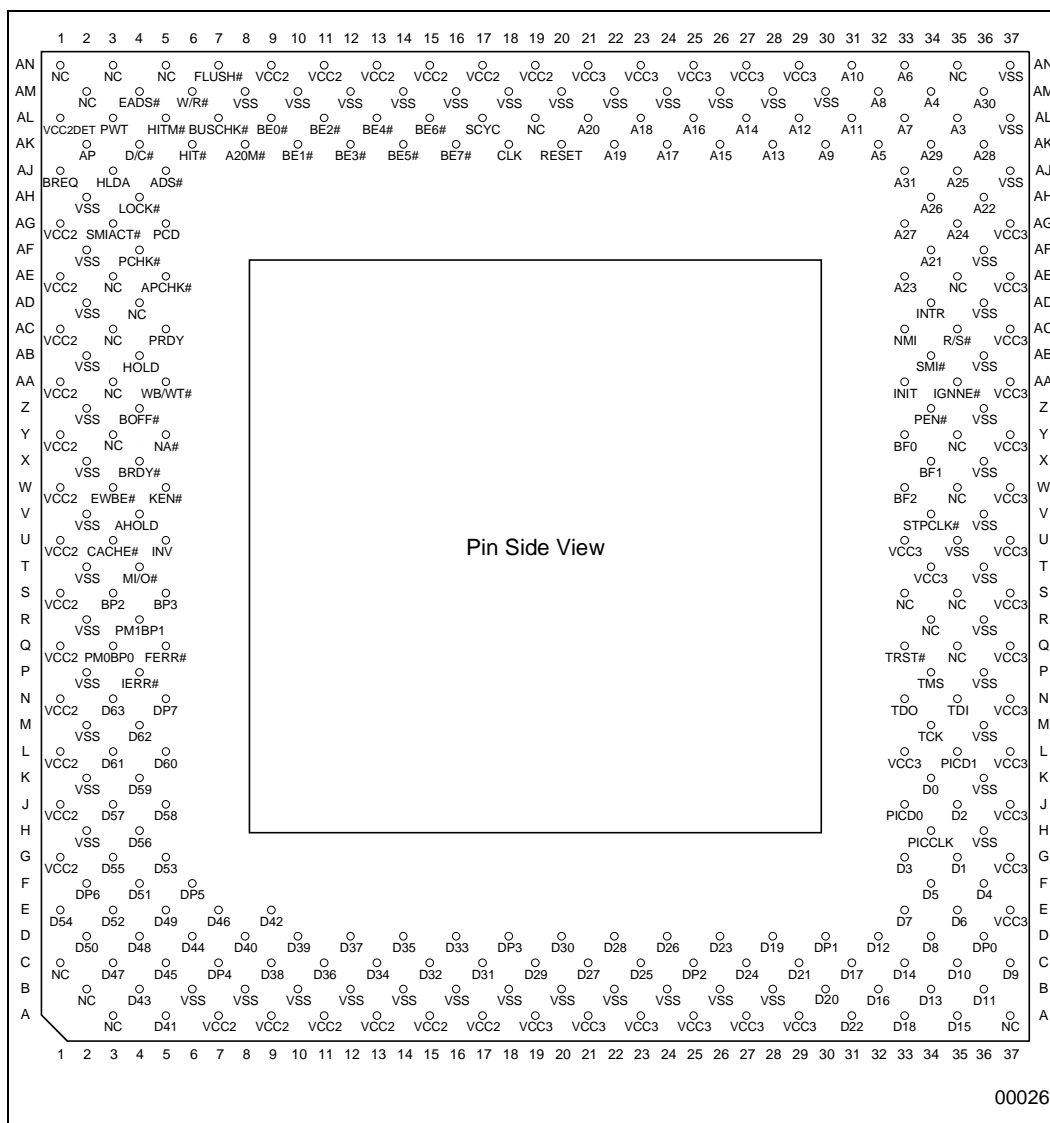 1 2 3 4 5 6 7 8 9 10 11 12 13 14 15 16 17 18 19 20 21 22 23 24 25 26 27 28 29 30 31 32 33 34 35 36 37
AN NC NC NC FLUSH# VCC2 VCC2 VCC2 VCC2 VCC2 VCC2 VCC3 VCC3 VCC3 VCC3 VCC3 A10 A6 NC VSS AN
AM NC EADS# W/R# VSS VSS VSS VSS VSS VSS VSS VSS VSS VSS VSS VSS A8 A4 A30 AM
AL VCC2DET PWT HITM# BUSCHK# BE0# BE2# BE4# BE6# SCYC NC A20 A18 A16 A14 A12 A11 A7 A3 VSS AL
AK AP D/C# HIT# A20M# BE1# BE3# BE5# BE7# CLK RESET A19 A17 A15 A13 A9 A5 A29 A28 AK
AJ BREQ HLDA ADS# A31 A25 VSS AJ
AH VSS LOCK# A26 A22 AH
AG VCC2 SMIACT# PCD A27 A24 VCC3 AG
AF VSS PCHK# A21 VSS AF
AE VCC2 NC APCHK# A23 NC VCC3 AE
AD VSS NC INTR VSS AD
AC VCC2 NC PRDY NMI R/S# VCC3 AC
AB VSS HOLD SMI# VSS AB
AA VCC2 NC WB/WT# INIT IGNNE# VCC3 AA
Z VSS BOFF# PEN# VSS Z
Y VCC2 NC NA# BF0 NC VCC3 Y
X VSS BRDY# BF1 VSS X
W VCC2 EWBE# KEN# BF2 NC VCC3 W
V VSS AHOLD STPCLK# VSS V
U VCC2 CACHE# INV Pin Side View VCC3 VSS VCC3 U
T VSS MI/O# VCC3 VSS T
S VCC2 BP2 BP3 NC NC VCC3 S
R VSS PM1BP1 NC VSS R
Q VCC2 PM0BP0 FERR# TRST# NC VCC3 Q
P VSS IERR# TMS VSS P
N VCC2 D63 DP7 TDO TDI VCC3 N
M VSS D62 TCK VSS M
L VCC2 D61 D60 VCC3 PICD1 VCC3 L
K VSS D59 D0 VSS K
J VCC2 D57 D58 PICD0 D2 VCC3 J
H VSS D56 PICCLK VSS H
G VCC2 D55 D53 D3 D1 VCC3 G
F DP6 D51 DP5 D5 D4 F
E D54 D52 D49 D46 D42 D7 D6 VCC3 E
D D50 D48 D44 D40 D39 D37 D35 D33 DP3 D30 D28 D26 D23 D19 DP1 D12 D8 DP0 D
C NC D47 D45 DP4 D38 D36 D34 D32 D31 D29 D27 D25 DP2 D24 D21 D17 D14 D10 D9 C
B NC D43 VSS VSS VSS VSS VSS VSS VSS VSS VSS VSS VSS VSS D20 D16 D13 D11 B
A NC D41 VCC2 VCC2 VCC2 VCC2 VCC2 VCC2 VCC3 VCC3 VCC3 VCC3 VCC3 D22 D18 D15 NC A
1 2 3 4 5 6 7 8 9 10 11 12 13 14 15 16 17 18 19 20 21 22 23 24 25 26 27 28 29 30 31 32 33 34 35 36 37
00026